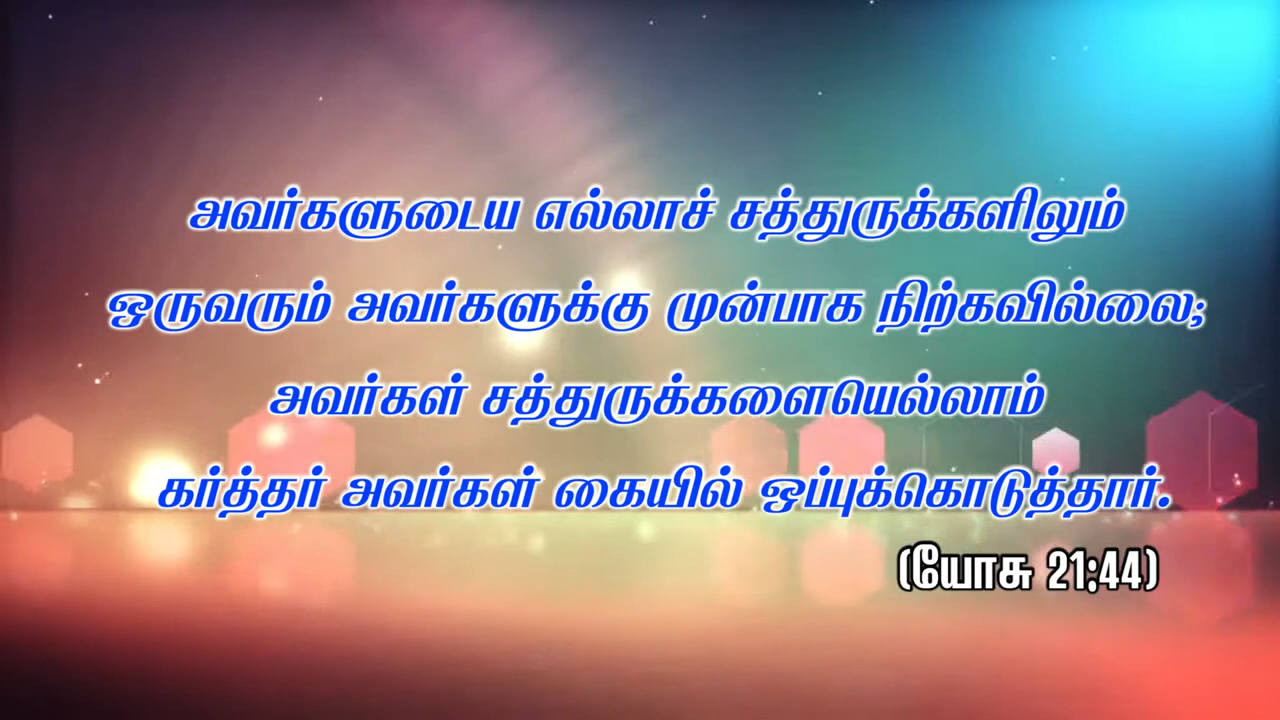 அவர்களுடைய எல்லாச் சத்துருக்களிலும்
ஒருவரும் அவர்களுக்கு முன்பாக நிற்கவில்லை;
அவர்கள் சத்துருக்களையெல்லாம்
கர்த்தர் அவர்கள் கையில் ஒப்புக்கொடுத்தார்.
(யோசு 21:44)